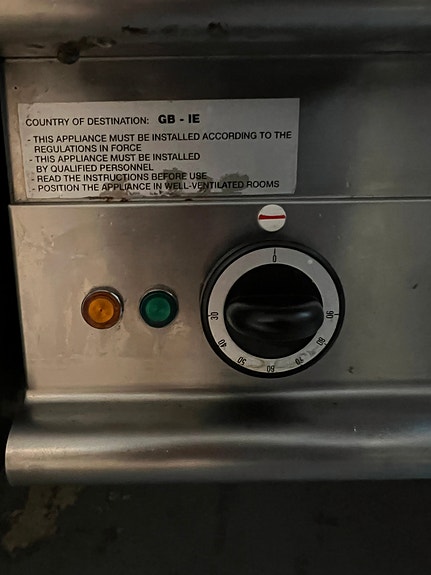 COUNTRY OF DESTINATION: GB - IE
- THIS APPLIANCE MUST BE INSTALLED ACCORDING TO THE
REGULATIONS IN FORCE
- THIS APPLIANCE MUST BE INSTALLED
BY QUALIFIED PERSONNEL
- READ THE INSTRUCTIONS BEFORE USE
- POSITION THE APPLIANCE IN WELL-VENTILATED ROOMS
0
30
90
40
80
50
60
70